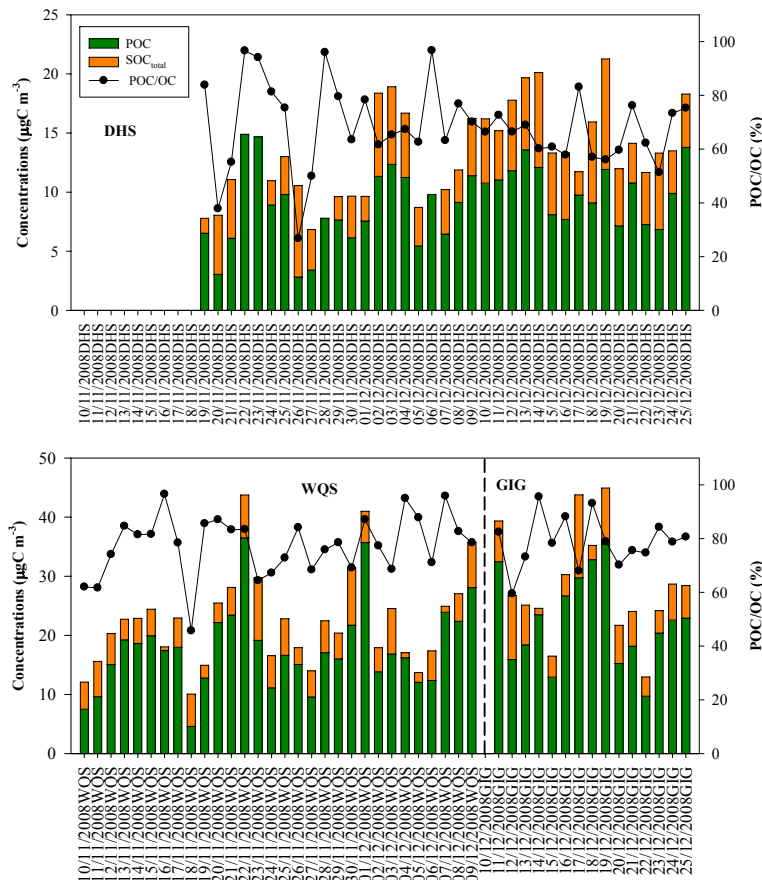 25
20
15
10
5
0
Concentrations (μgC m-3)
POC
SOCtotal
POC/OC
DHS
100
80
60
40
20
0
POC/OC (%)
10/11/2008DHS
11/11/2008DHS
12/11/2008DHS
13/11/2008DHS
14/11/2008DHS
15/11/2008DHS
16/11/2008DHS
17/11/2008DHS
18/11/2008DHS
19/11/2008DHS
20/11/2008DHS
21/11/2008DHS
22/11/2008DHS
23/11/2008DHS
24/11/2008DHS
25/11/2008DHS
26/11/2008DHS
27/11/2008DHS
28/11/2008DHS
29/11/2008DHS
30/11/2008DHS
01/12/2008DHS
02/12/2008DHS
03/12/2008DHS
04/12/2008DHS
05/12/2008DHS
06/12/2008DHS
07/12/2008DHS
08/12/2008DHS
09/12/2008DHS
10/12/2008DHS
11/12/2008DHS
12/12/2008DHS
13/12/2008DHS
14/12/2008DHS
15/12/2008DHS
16/12/2008DHS
17/12/2008DHS
18/12/2008DHS
19/12/2008DHS
20/12/2008DHS
21/12/2008DHS
22/12/2008DHS
23/12/2008DHS
24/12/2008DHS
25/12/2008DHS
50
40
30
20
10
0
Concentrations (μgC m-3)
WQS
GIG
100
80
60
40
20
0
POC/OC (%)
10/11/2008WQS
11/11/2008WQS
12/11/2008WQS
13/11/2008WQS
14/11/2008WQS
15/11/2008WQS
16/11/2008WQS
17/11/2008WQS
18/11/2008WQS
19/11/2008WQS
20/11/2008WQS
21/11/2008WQS
22/11/2008WQS
23/11/2008WQS
24/11/2008WQS
25/11/2008WQS
26/11/2008WQS
27/11/2008WQS
28/11/2008WQS
29/11/2008WQS
30/11/2008WQS
01/12/2008WQS
02/12/2008WQS
03/12/2008WQS
04/12/2008WQS
05/12/2008WQS
06/12/2008WQS
07/12/2008WQS
08/12/2008WQS
09/12/2008WQS
10/12/2008GIG
11/12/2008GIG
12/12/2008GIG
13/12/2008GIG
14/12/2008GIG
15/12/2008GIG
16/12/2008GIG
17/12/2008GIG
18/12/2008GIG
19/12/2008GIG
20/12/2008GIG
21/12/2008GIG
22/12/2008GIG
23/12/2008GIG
24/12/2008GIG
25/12/2008GIG